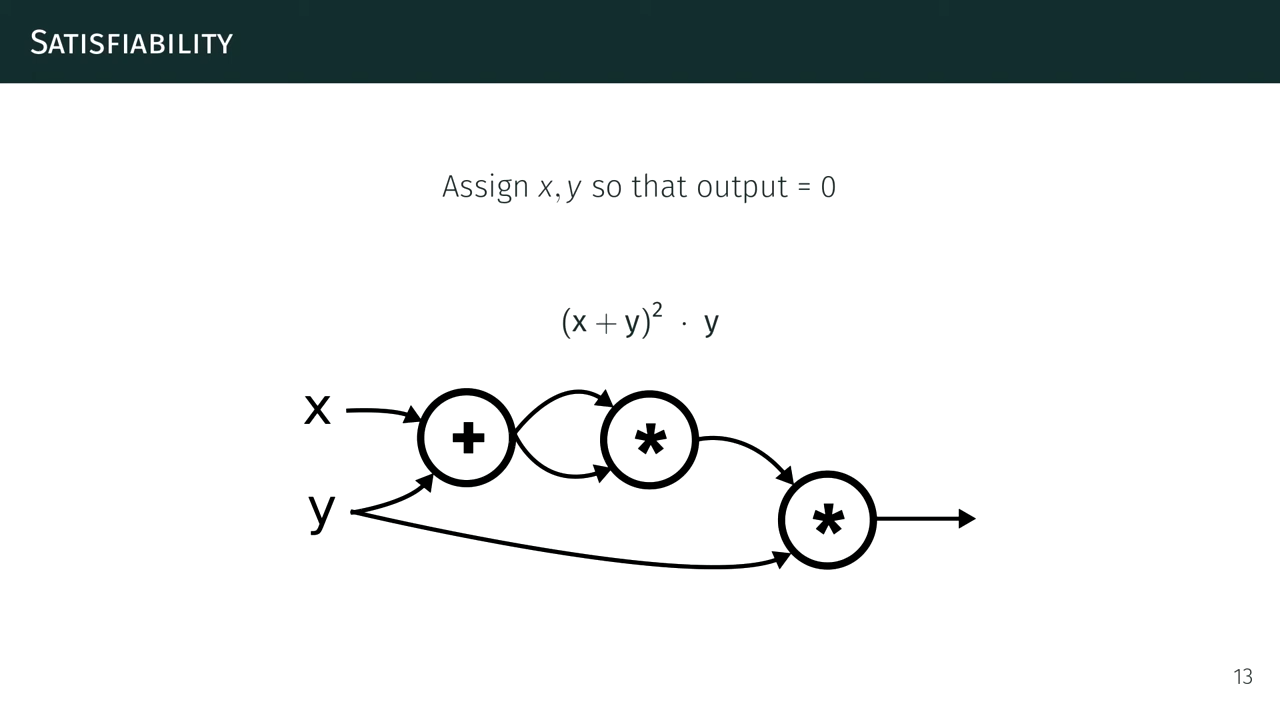 Satisfiability
Assign x, y so that output = 0
(x + y)² · y
x
+
*
y
*
13